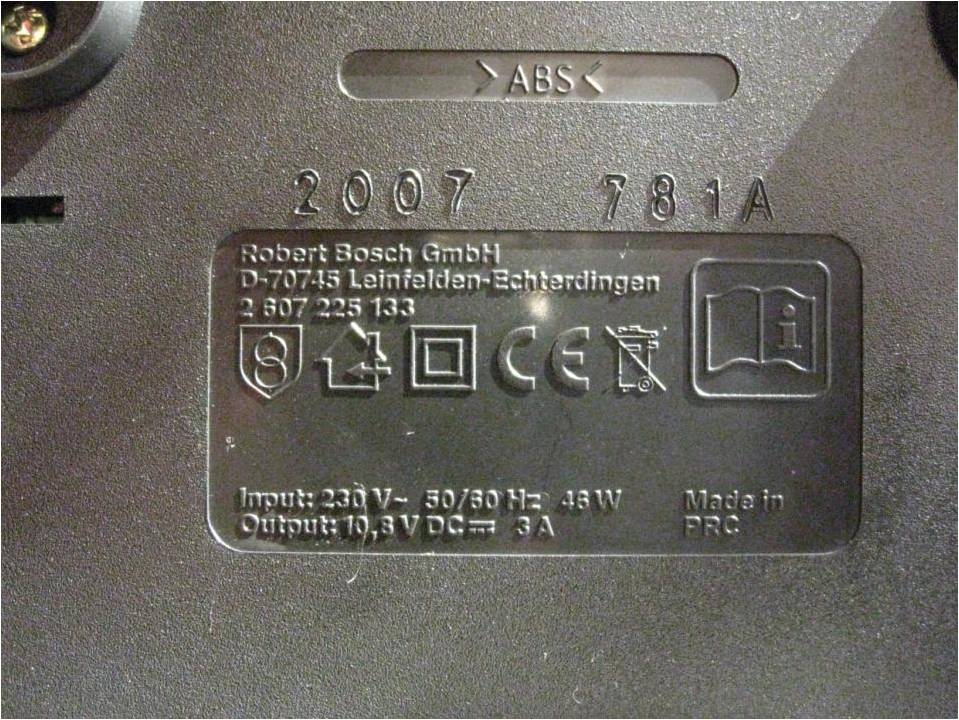 >ABS<
2007 781A
Robert Bosch GmbH
D-70745 Leinfelden-Echterdingen
2 607 225 133
CE
i
Input: 230 V~ 50/60 Hz 46 W
Output: 10,8 V DC⎓ 3 A
Made in
PRC